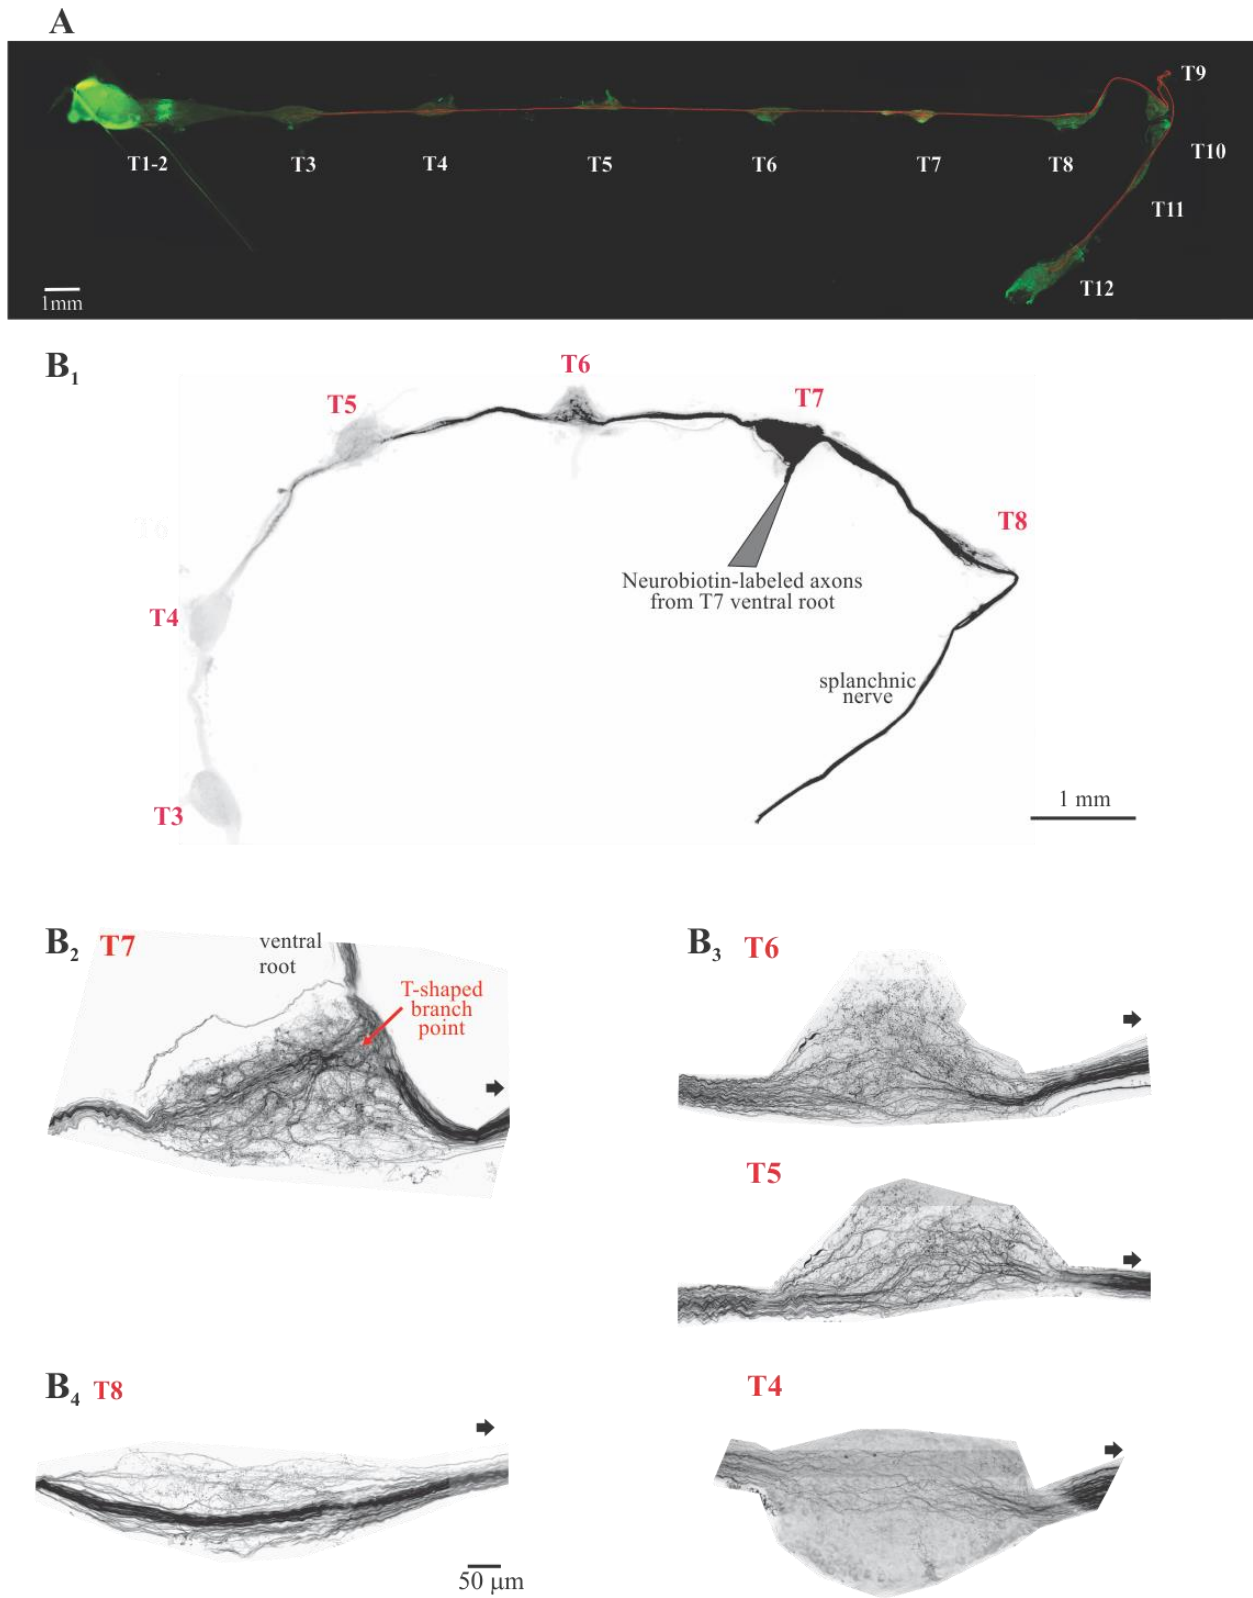 A
T9
T1-2
T3
T4
T5
T6
T7
T8
T10
T11
T12
1mm
B1
T6
T5
T7
T8
T6
Neurobiotin-labeled axons
from T7 ventral root
T4
splanchnic
nerve
T3
1 mm
B2 T7
ventral
root
T-shaped
branch
point
B3 T6
T5
B4 T8
T4
50 μm